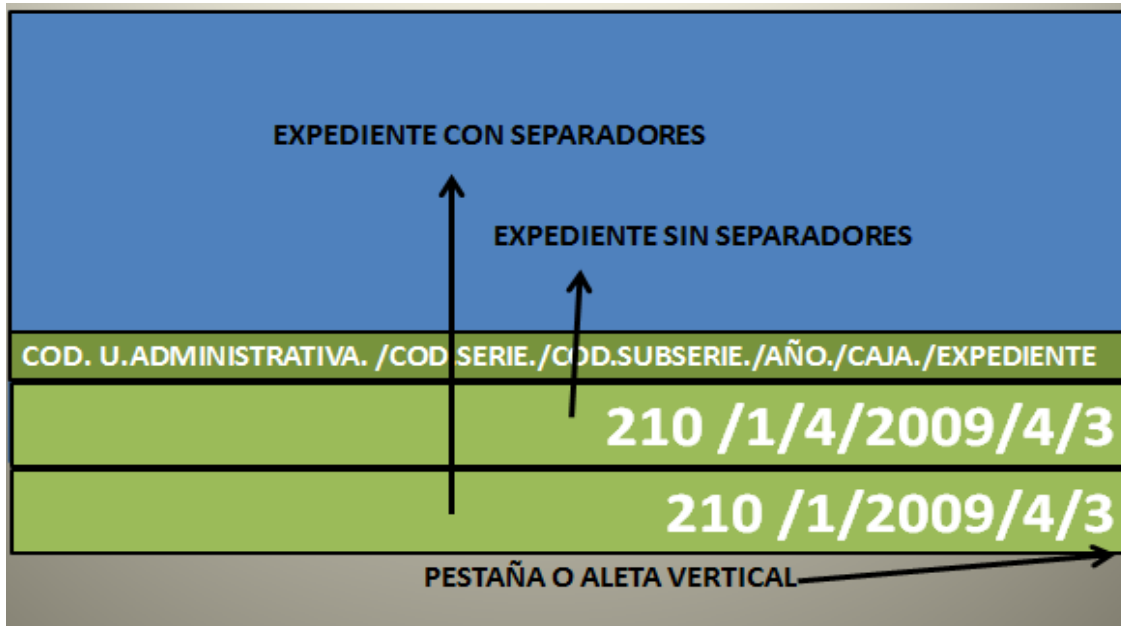 EXPEDIENTE CON SEPARADORES
EXPEDIENTE SIN SEPARADORES
COD. U.ADMINISTRATIVA. /COD.SERIE./COD.SUBSERIE./AÑO./CAJA./EXPEDIENTE
210 /1/4/2009/4/3
210 /1/2009/4/3
PESTAÑA O ALETA VERTICAL